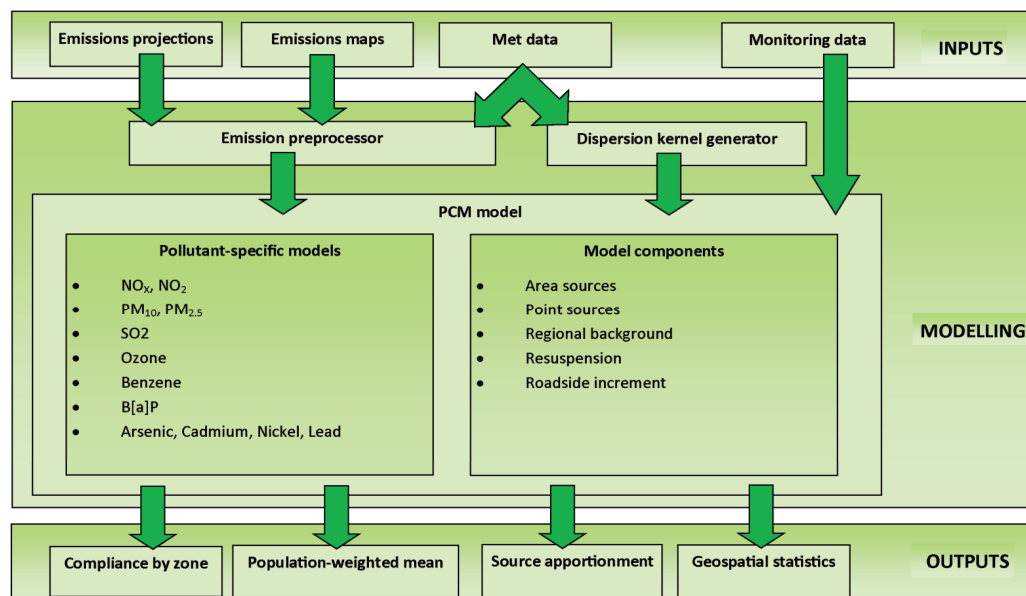 Emissions projections
Emissions maps
Met data
Monitoring data
INPUTS
Emission preprocessor
Dispersion kernel generator
PCM model
Pollutant-specific models
• NOX, NO2
• PM10, PM2.5
• SO2
• Ozone
• Benzene
• B[a]P
• Arsenic, Cadmium, Nickel, Lead
Model components
• Area sources
• Point sources
• Regional background
• Resuspension
• Roadside increment
MODELLING
Compliance by zone
Population-weighted mean
Source apportionment
Geospatial statistics
OUTPUTS